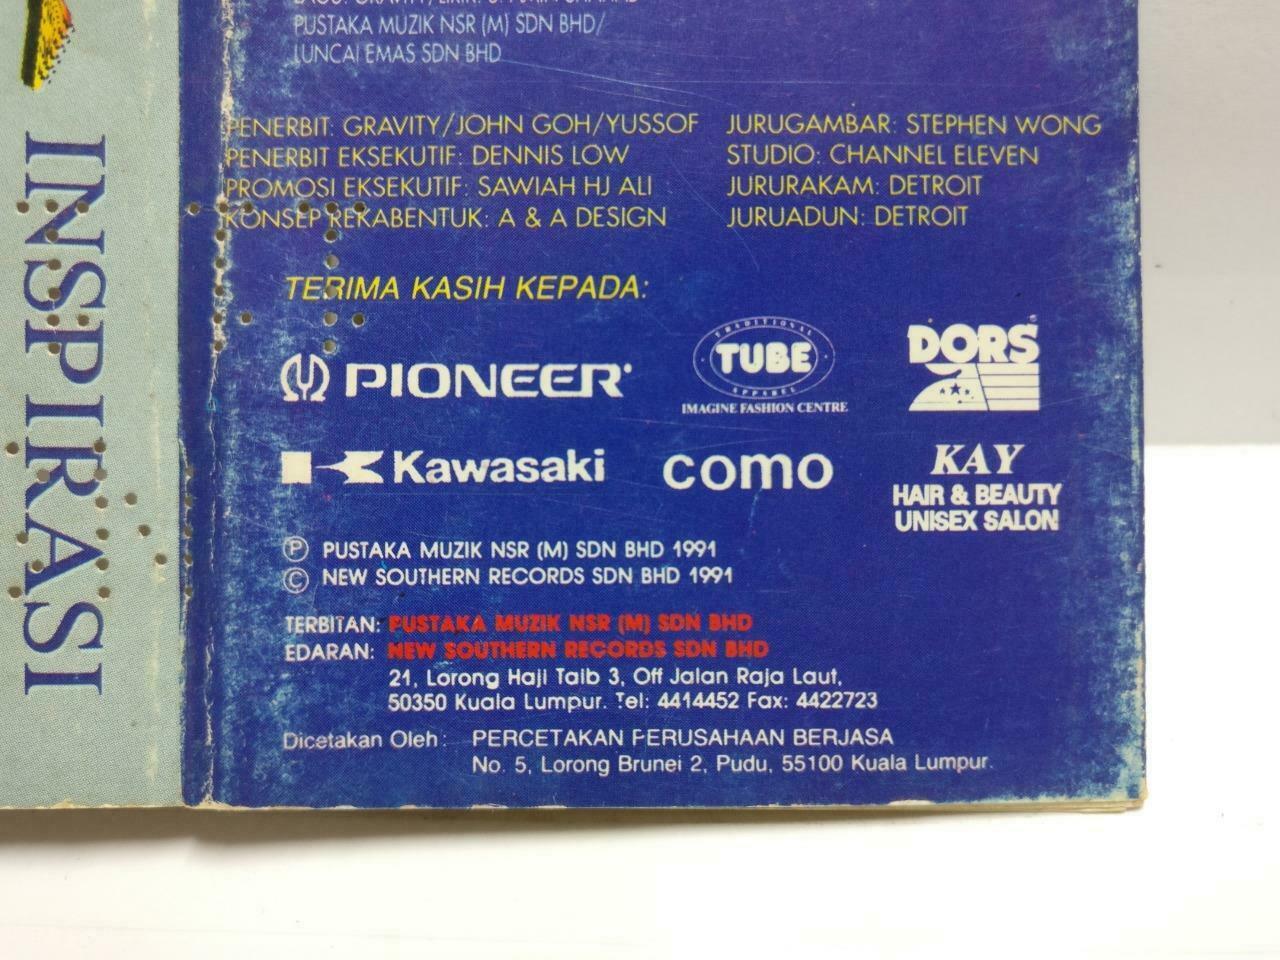 PUSTAKA MUZIK NSR (M) SDN BHD/
LUNCAI EMAS SDN BHD
PENERBIT: GRAVITY/JOHN GOH/YUSSOF
PENERBIT EKSEKUTIF: DENNIS LOW
PROMOSI EKSEKUTIF: SAWIAH HJ ALI
KONSEP REKABENTUK: A & A DESIGN
JURUGAMBAR: STEPHEN WONG
STUDIO: CHANNEL ELEVEN
JURURAKAM: DETROIT
JURUADUN: DETROIT
TERIMA KASIH KEPADA:
PIONEER
TRADITIONAL
TUBE
APPAREL
IMAGINE FASHION CENTRE
DORS
Kawasaki
como
KAY
HAIR & BEAUTY
UNISEX SALON
Ⓟ PUSTAKA MUZIK NSR (M) SDN BHD 1991
© NEW SOUTHERN RECORDS SDN BHD 1991
TERBITAN: PUSTAKA MUZIK NSR (M) SDN BHD
EDARAN: NEW SOUTHERN RECORDS SDN BHD
21, Lorong Haji Taib 3, Off Jalan Raja Laut,
50350 Kuala Lumpur. Tel: 4414452 Fax: 4422723
Dicetakan Oleh: PERCETAKAN PERUSAHAAN BERJASA
No. 5, Lorong Brunei 2, Pudu, 55100 Kuala Lumpur.
INSPIRASI